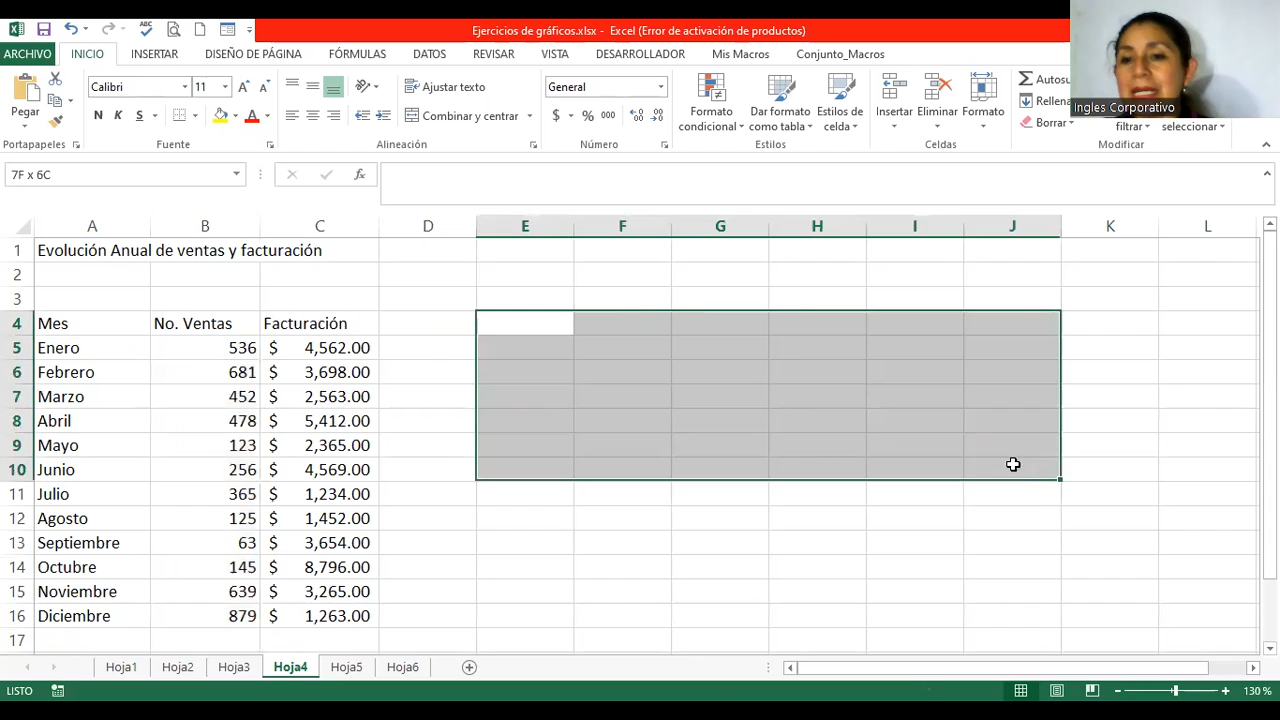 Ejercicios de gráficos.xlsx - Excel (Error de activación de productos)
ARCHIVO INICIO INSERTAR DISEÑO DE PÁGINA FÓRMULAS DATOS REVISAR VISTA DESARROLLADOR Mis Macros Conjunto_Macros
Ingles Corporativo
Pegar
Calibri 11
N K S
Ajustar texto
Combinar y centrar
General
$ % 000
Formato condicional
Dar formato como tabla
Estilos de celda
Insertar
Eliminar
Formato
Autosu
Rellena
Borrar
filtrar
seleccionar
Portapapeles Fuente Alineación Número Estilos Celdas Modificar
7F x 6C
fx
A B C D E F G H I J K L
1 Evolución Anual de ventas y facturación
2
3
4 Mes No. Ventas Facturación
5 Enero 536 $ 4,562.00
6 Febrero 681 $ 3,698.00
7 Marzo 452 $ 2,563.00
8 Abril 478 $ 5,412.00
9 Mayo 123 $ 2,365.00
10 Junio 256 $ 4,569.00
11 Julio 365 $ 1,234.00
12 Agosto 125 $ 1,452.00
13 Septiembre 63 $ 3,654.00
14 Octubre 145 $ 8,796.00
15 Noviembre 639 $ 3,265.00
16 Diciembre 879 $ 1,263.00
17
Hoja1 Hoja2 Hoja3 Hoja4 Hoja5 Hoja6
LISTO
130 %